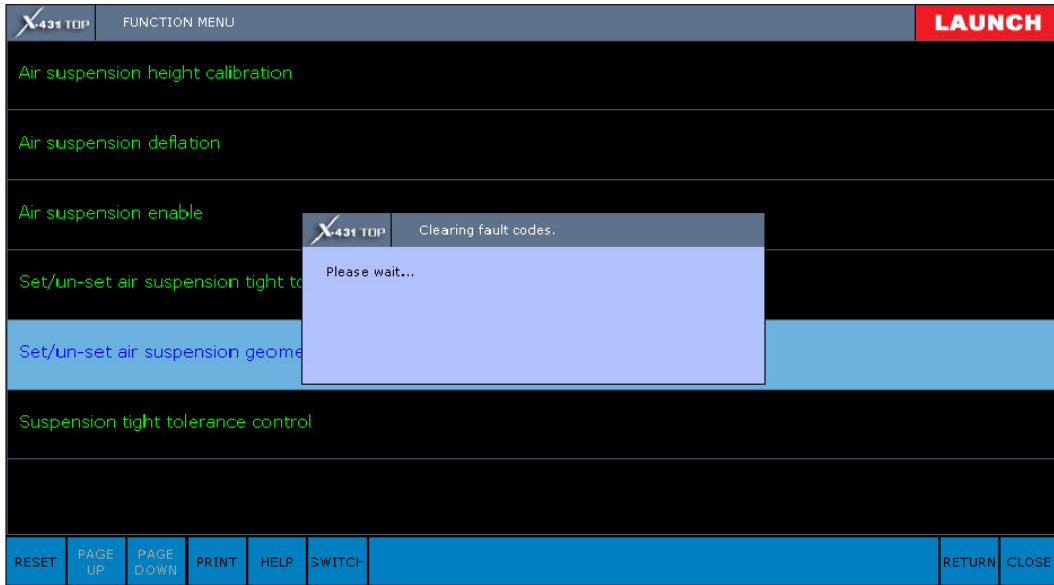 X-431 TOP FUNCTION MENU LAUNCH
Air suspension height calibration
Air suspension deflation
Air suspension enable
X-431 TOP Clearing fault codes.
Please wait...
Set/un-set air suspension tight to
Set/un-set air suspension geome
Suspension tight tolerance control
RESET PAGE UP PAGE DOWN PRINT HELP SWITCH RETURN CLOSE